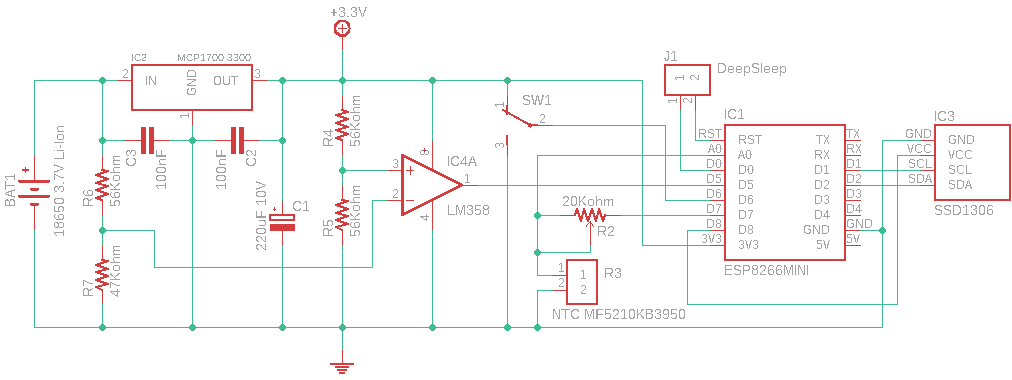 +3.3V
IC2
MCP1700 3300
2
IN
GND
OUT
3
1
J1
1
2
DeepSleep
1
2
SW1
1
2
3
BAT1
+
18650 3.7V Li-Ion
C3
100nF
100nF
C2
R6
56Kohm
R7
47Kohm
220uF 10V
+
C1
R4
56Kohm
R5
56Kohm
3
+
2
-
8
+
4
1
IC4A
LM358
IC1
RST
A0
D0
D5
D6
D7
D8
3V3
RST
A0
D0
D5
D6
D7
D8
3V3
TX
RX
D1
D2
D3
D4
GND
5V
TX
RX
D1
D2
D3
D4
GND
5V
ESP8266MINI
20Kohm
R2
1
2
1
2
R3
NTC MF5210KB3950
IC3
GND
VCC
SCL
SDA
GND
VCC
SCL
SDA
SSD1306